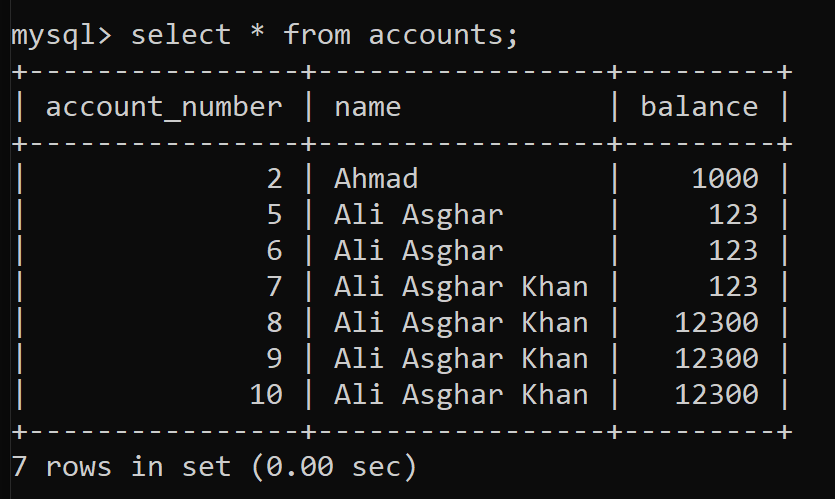 mysql> select * from accounts;
+----------------+-----------------+---------+
| account_number | name            | balance |
+----------------+-----------------+---------+
|              2 | Ahmad           |    1000 |
|              5 | Ali Asghar      |     123 |
|              6 | Ali Asghar      |     123 |
|              7 | Ali Asghar Khan |     123 |
|              8 | Ali Asghar Khan |   12300 |
|              9 | Ali Asghar Khan |   12300 |
|             10 | Ali Asghar Khan |   12300 |
+----------------+-----------------+---------+
7 rows in set (0.00 sec)